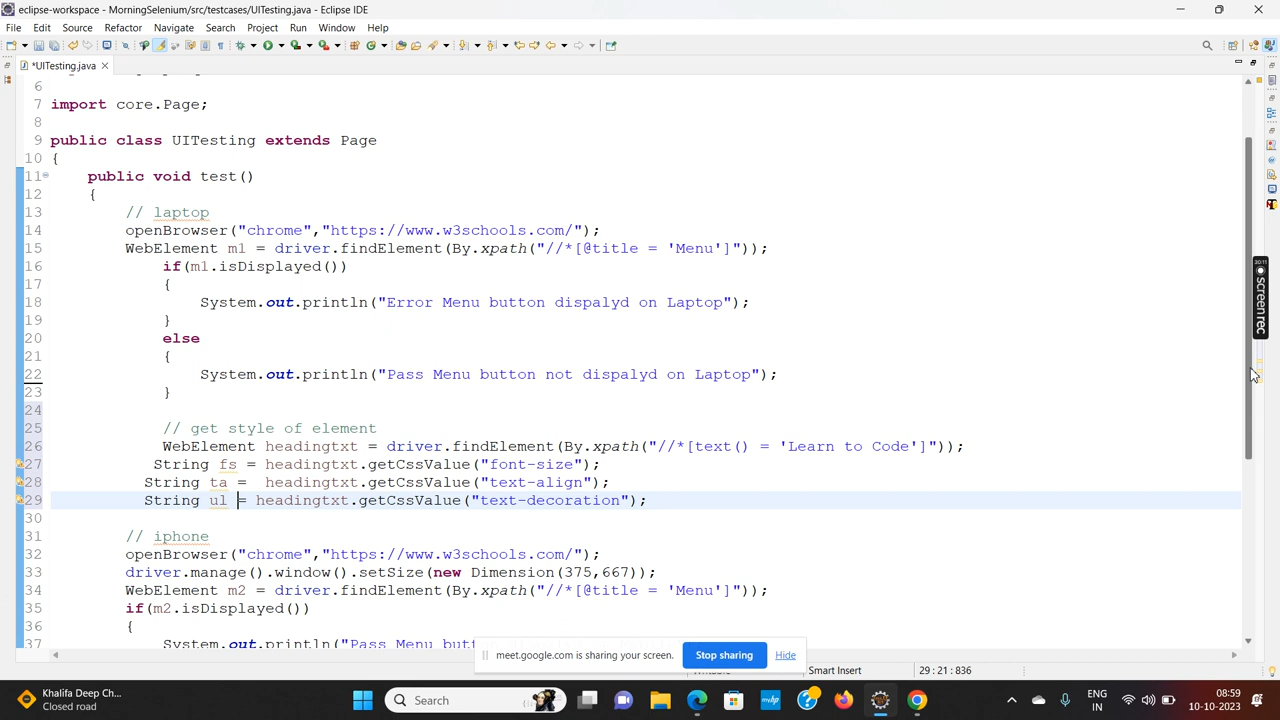 eclipse-workspace - MorningSelenium/src/testcases/UITesting.java - Eclipse IDE
File Edit Source Refactor Navigate Search Project Run Window Help
*UITesting.java
6
7 import core.Page;
8
9 public class UITesting extends Page
10 {
11 public void test()
12 {
13 // laptop
14 openBrowser("chrome","https://www.w3schools.com/");
15 WebElement m1 = driver.findElement(By.xpath("//*[@title = 'Menu']"));
16 if(m1.isDisplayed())
17 {
18 System.out.println("Error Menu button dispalyd on Laptop");
19 }
20 else
21 {
22 System.out.println("Pass Menu button not dispalyd on Laptop");
23 }
24
25 // get style of element
26 WebElement headingtxt = driver.findElement(By.xpath("//*[text() = 'Learn to Code']"));
27 String fs = headingtxt.getCssValue("font-size");
28 String ta = headingtxt.getCssValue("text-align");
29 String ul = headingtxt.getCssValue("text-decoration");
30
31 // iphone
32 openBrowser("chrome","https://www.w3schools.com/");
33 driver.manage().window().setSize(new Dimension(375,667));
34 WebElement m2 = driver.findElement(By.xpath("//*[@title = 'Menu']"));
35 if(m2.isDisplayed())
36 {
37 System.out.println("Pass Menu but
30:11
screenrec
meet.google.com is sharing your screen. Stop sharing Hide
Smart Insert 29 : 21 : 836
Khalifa Deep Ch...
Closed road
Search
ENG
IN
08:59
10-10-2023